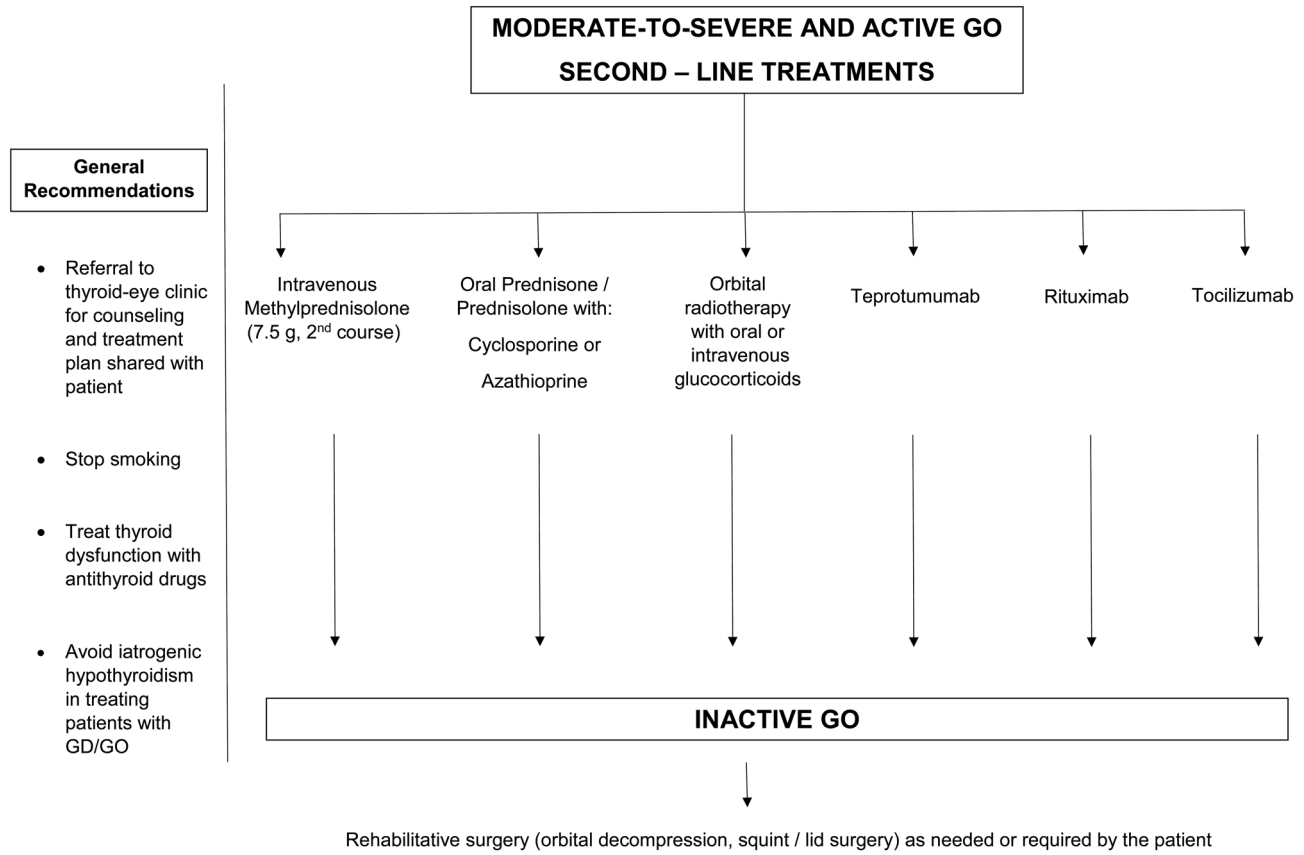 MODERATE-TO-SEVERE AND ACTIVE GO
SECOND – LINE TREATMENTS
General
Recommendations
• Referral to
thyroid-eye clinic
for counseling
and treatment
plan shared with
patient
• Stop smoking
• Treat thyroid
dysfunction with
antithyroid drugs
• Avoid iatrogenic
hypothyroidism
in treating
patients with
GD/GO
Intravenous
Methylprednisolone
(7.5 g, 2nd course)
Oral Prednisone /
Prednisolone with:
Cyclosporine or
Azathioprine
Orbital
radiotherapy
with oral or
intravenous
glucocorticoids
Teprotumumab
Rituximab
Tocilizumab
INACTIVE GO
Rehabilitative surgery (orbital decompression, squint / lid surgery) as needed or required by the patient